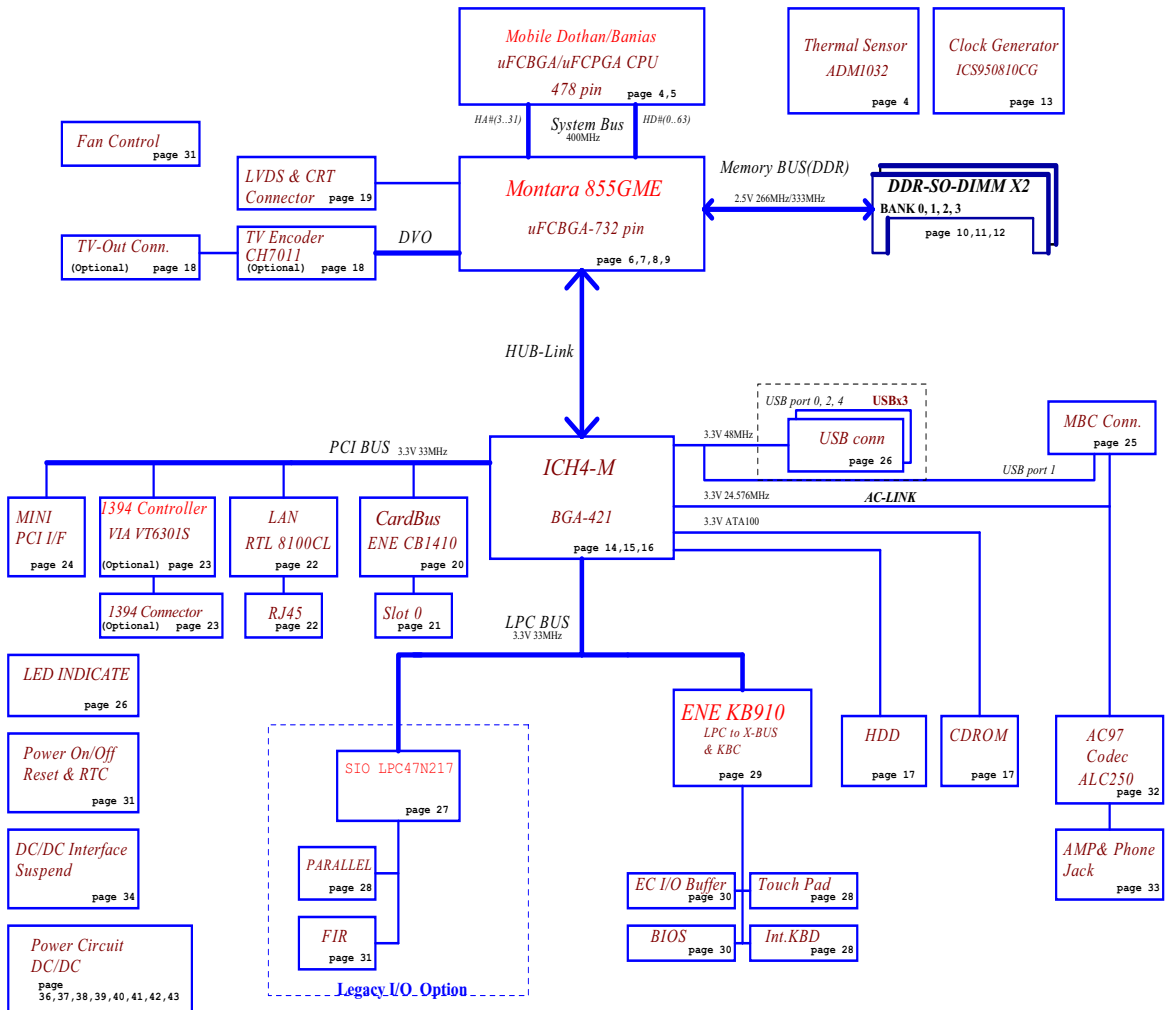 Mobile Dothan/Banias
uFCBGA/uFCPGA CPU
478 pin
page 4,5
Thermal Sensor
ADM1032
page 4
Clock Generator
ICS950810CG
page 13
HA#(3..31)
System Bus
400MHz
HD#(0..63)
Fan Control
page 31
LVDS & CRT
Connector
page 19
Montara 855GME
uFCBGA-732 pin
page 6,7,8,9
Memory BUS(DDR)
2.5V 266MHz/333MHz
DDR-SO-DIMM X2
BANK 0, 1, 2, 3
page 10,11,12
TV-Out Conn.
(Optional) page 18
TV Encoder
CH7011
(Optional) page 18
DVO
HUB-Link
USB port 0, 2, 4
USBx3
USB conn
page 26
MBC Conn.
page 25
3.3V 48MHz
USB port 1
PCI BUS
3.3V 33MHz
ICH4-M
BGA-421
page 14,15,16
3.3V 24.576MHz
AC-LINK
3.3V ATA100
MINI
PCI I/F
page 24
1394 Controller
VIA VT6301S
(Optional) page 23
LAN
RTL 8100CL
page 22
CardBus
ENE CB1410
page 20
1394 Connector
(Optional) page 23
RJ45
page 22
Slot 0
page 21
LPC BUS
3.3V 33MHz
LED INDICATE
page 26
ENE KB910
LPC to X-BUS
& KBC
page 29
HDD
page 17
CDROM
page 17
AC97
Codec
ALC250
page 32
Power On/Off
Reset & RTC
page 31
SIO LPC47N217
page 27
DC/DC Interface
Suspend
page 34
PARALLEL
page 28
AMP& Phone
Jack
page 33
EC I/O Buffer
page 30
Touch Pad
page 28
FIR
page 31
BIOS
page 30
Int.KBD
page 28
Power Circuit
DC/DC
page
36,37,38,39,40,41,42,43
Legacy I/O Option